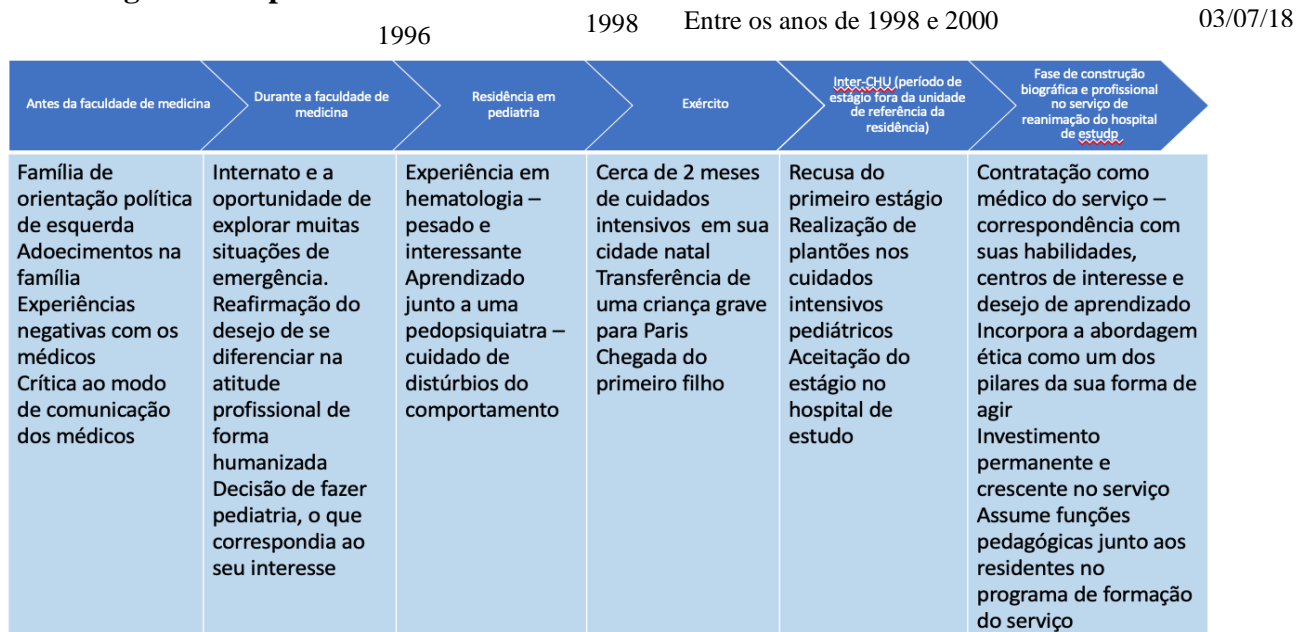 1996
1998
Entre os anos de 1998 e 2000
03/07/18
Antes da faculdade de medicina
Durante a faculdade de
medicina
Residência em
pediatria
Exército
Inter-CHU (período de
estágio fora da unidade
de referência da
residência)
Fase de construção
biográfica e profissional
no serviço de
reanimação do hospital
de estudp
Família de
orientação política
de esquerda
Adoecimentos na
família
Experiências
negativas com os
médicos
Crítica ao modo
de comunicação
dos médicos
Internato e a
oportunidade de
explorar muitas
situações de
emergência.
Reafirmação do
desejo de se
diferenciar na
atitude
profissional de
forma
humanizada
Decisão de fazer
pediatria, o que
correspondia ao
seu interesse
Experiência em
hematologia –
pesado e
interessante
Aprendizado
junto a uma
pedopsiquiatra –
cuidado de
distúrbios do
comportamento
Cerca de 2 meses
de cuidados
intensivos em sua
cidade natal
Transferência de
uma criança grave
para Paris
Chegada do
primeiro filho
Recusa do
primeiro estágio
Realização de
plantões nos
cuidados
intensivos
pediátricos
Aceitação do
estágio no
hospital de
estudo
Contratação como
médico do serviço –
correspondência com
suas habilidades,
centros de interesse e
desejo de aprendizado
Incorpora a abordagem
ética como um dos
pilares da sua forma de
agir
Investimento
permanente e
crescente no serviço
Assume funções
pedagógicas junto aos
residentes no
programa de formação
do serviço